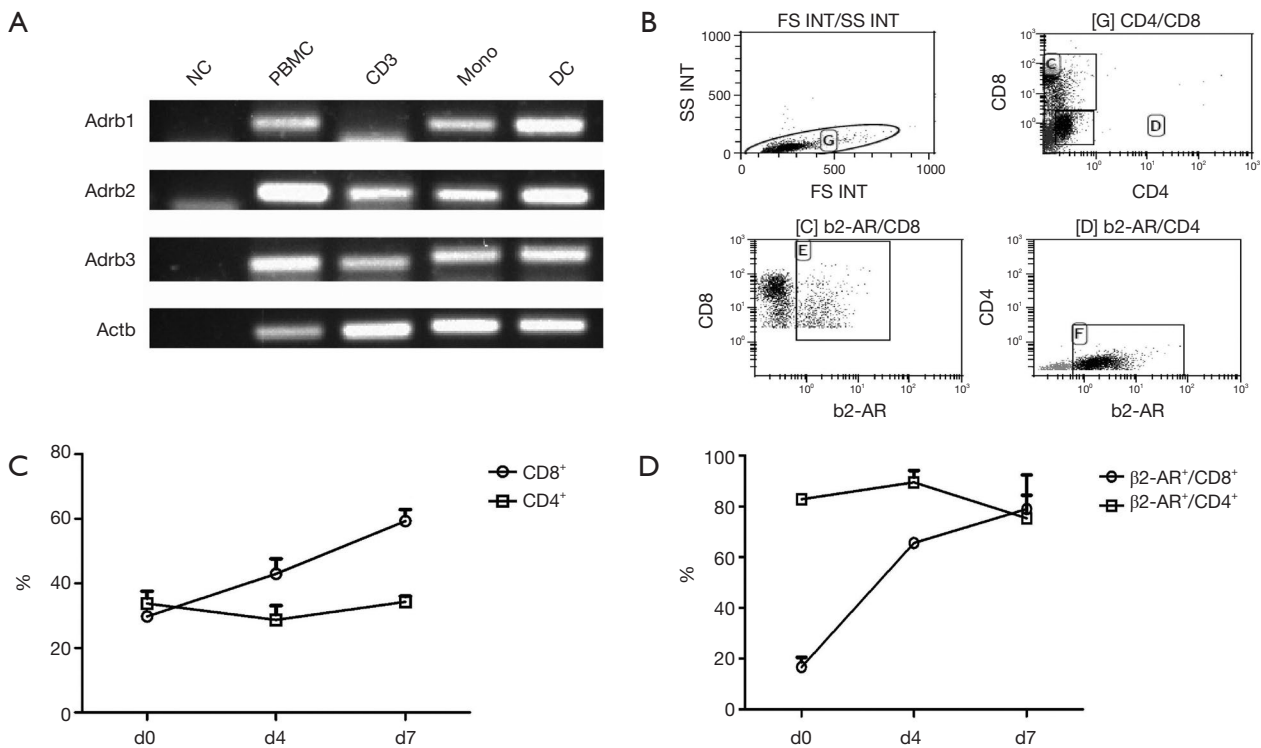 A
NC PBMC CD3 Mono DC
Adrb1
Adrb2
Adrb3
Actb
B
FS INT/SS INT
1000
500
0
SS INT
G
0 500 1000
FS INT
[G] CD4/CD8
10³
10²
10¹
10⁰
CD8
C
D
10⁰ 10¹ 10² 10³
CD4
[C] b2-AR/CD8
10³
10²
10¹
10⁰
CD8
E
10⁰ 10¹ 10² 10³
b2-AR
[D] b2-AR/CD4
10³
10²
10¹
10⁰
CD4
F
10⁰ 10¹ 10² 10³
b2-AR
C
80
60
40
20
0
%
d0 d4 d7
CD8⁺
CD4⁺
D
100
80
60
40
20
0
%
d0 d4 d7
β2-AR⁺/CD8⁺
β2-AR⁺/CD4⁺